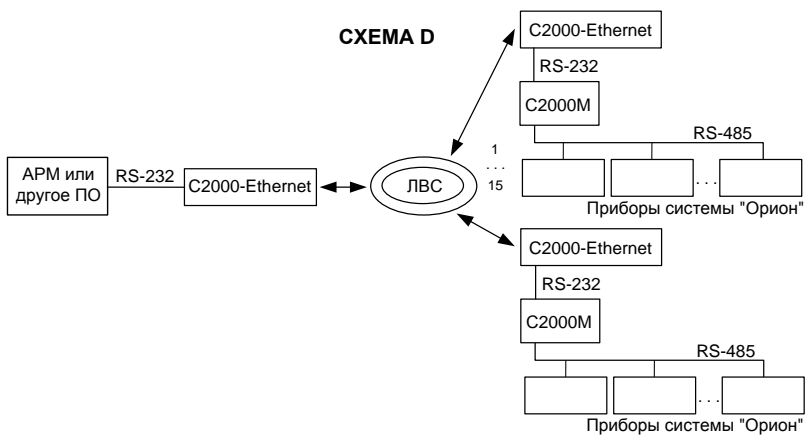 СХЕМА D
С2000-Ethernet
RS-232
С2000М
RS-485
1
. . .
15
. . .
Приборы системы "Орион"
АРМ или
другое ПО
RS-232
С2000-Ethernet
ЛВС
С2000-Ethernet
RS-232
С2000М
RS-485
. . .
Приборы системы "Орион"